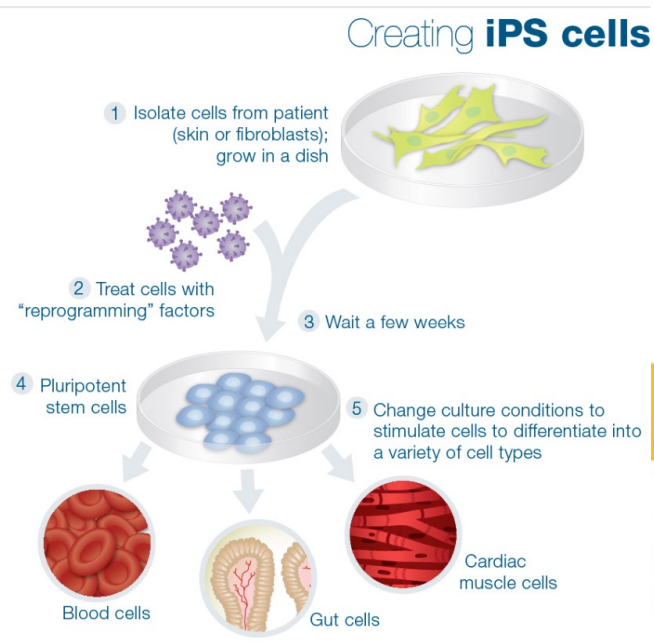 Creating iPS cells
1 Isolate cells from patient
(skin or fibroblasts);
grow in a dish
2 Treat cells with
“reprogramming” factors
3 Wait a few weeks
4 Pluripotent
stem cells
5 Change culture conditions to
stimulate cells to differentiate into
a variety of cell types
Blood cells
Gut cells
Cardiac
muscle cells